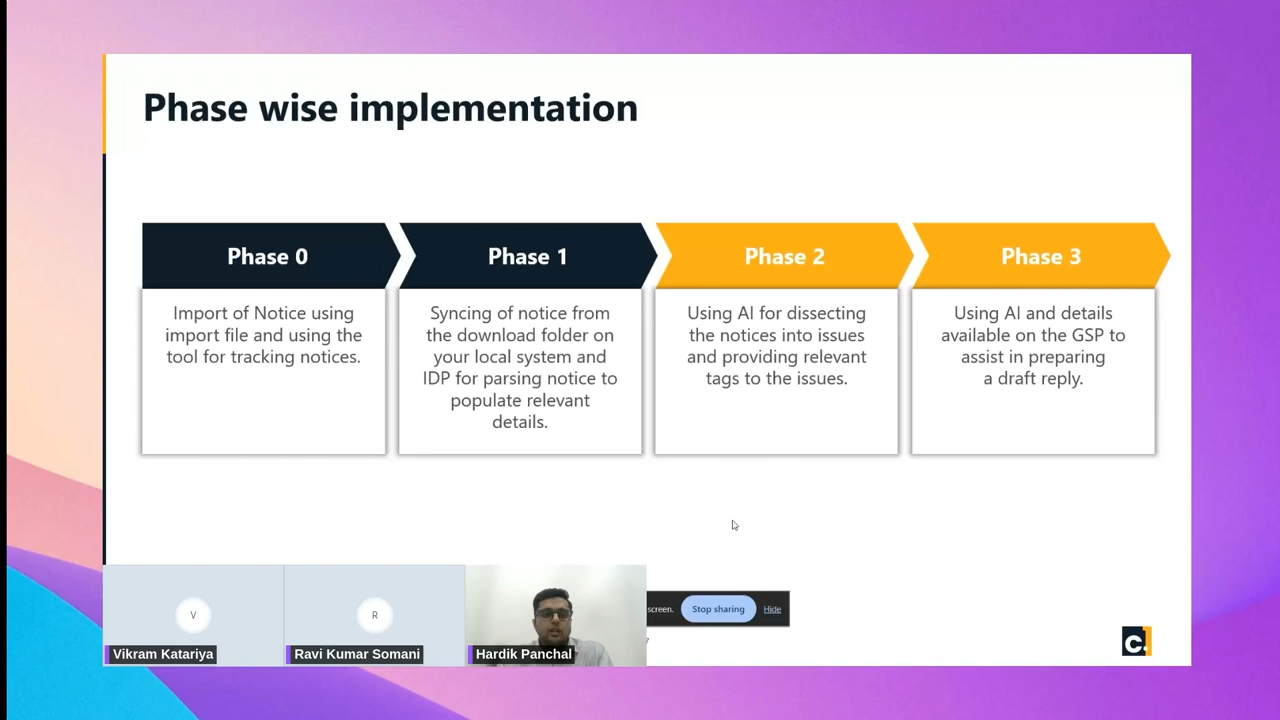 Phase wise implementation
Phase 0
Phase 1
Phase 2
Phase 3
Import of Notice using
import file and using the
tool for tracking notices.
Syncing of notice from
the download folder on
your local system and
IDP for parsing notice to
populate relevant
details.
Using AI for dissecting
the notices into issues
and providing relevant
tags to the issues.
Using AI and details
available on the GSP to
assist in preparing
a draft reply.
screen.
Stop sharing
Hide
V
R
Vikram Katariya
Ravi Kumar Somani
Hardik Panchal
7
c.